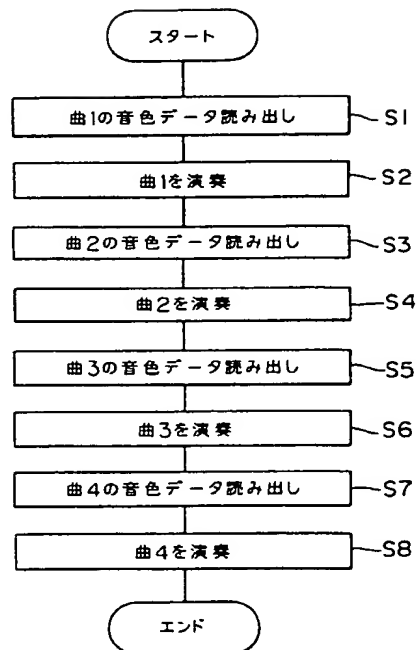 スタート
曲1の音色データ読み出し S1
曲1を演奏 S2
曲2の音色データ読み出し S3
曲2を演奏 S4
曲3の音色データ読み出し S5
曲3を演奏 S6
曲4の音色データ読み出し S7
曲4を演奏 S8
エンド